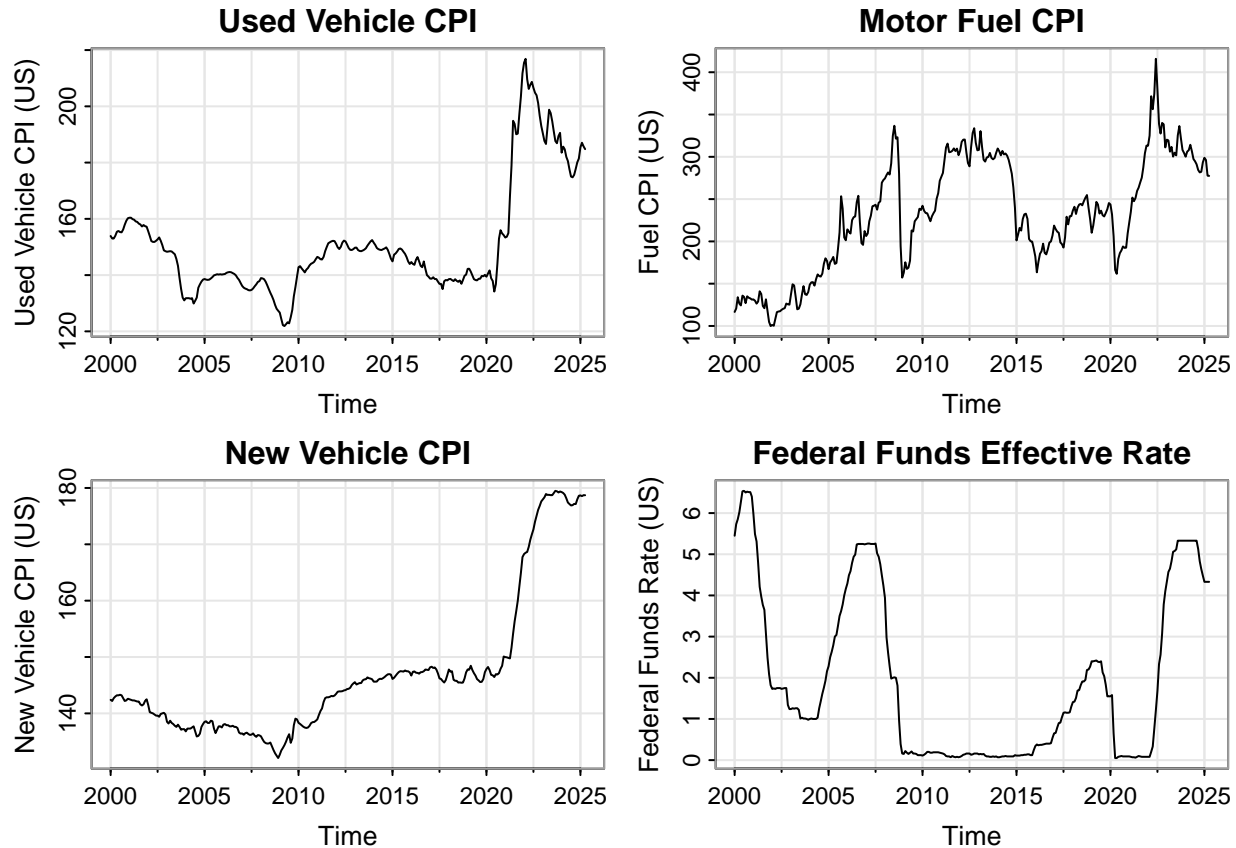 Used Vehicle CPI
Used Vehicle CPI (US)
120 160 200
2000 2005 2010 2015 2020 2025
Time
Motor Fuel CPI
Fuel CPI (US)
100 200 300 400
2000 2005 2010 2015 2020 2025
Time
New Vehicle CPI
New Vehicle CPI (US)
140 160 180
2000 2005 2010 2015 2020 2025
Time
Federal Funds Effective Rate
Federal Funds Rate (US)
0 1 2 3 4 5 6
2000 2005 2010 2015 2020 2025
Time